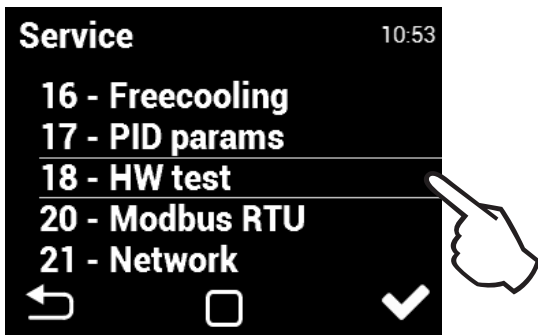 Service 10:53
16 - Freecooling
17 - PID params
18 - HW test
20 - Modbus RTU
21 - Network